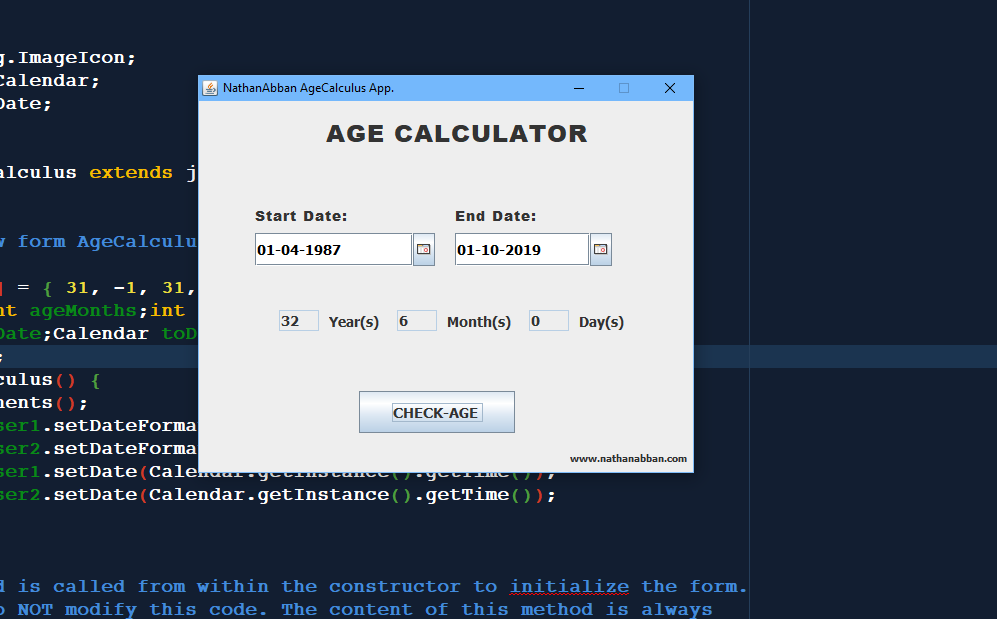 g.ImageIcon;
Calendar;
Date;
NathanAbban AgeCalculus App.
AGE CALCULATOR
alculus extends j
Start Date: End Date:
w form AgeCalculu
01-04-1987 01-10-2019
] = { 31, -1, 31,
nt ageMonths;int
32 Year(s) 6 Month(s) 0 Day(s)
Date;Calendar toD
;
culus() {
nents();
CHECK-AGE
ser1.setDateForma
ser2.setDateForma
www.nathanabban.com
ser1.setDate(Calendar.getInstance().getTime());
ser2.setDate(Calendar.getInstance().getTime());
d is called from within the constructor to initialize the form.
o NOT modify this code. The content of this method is always